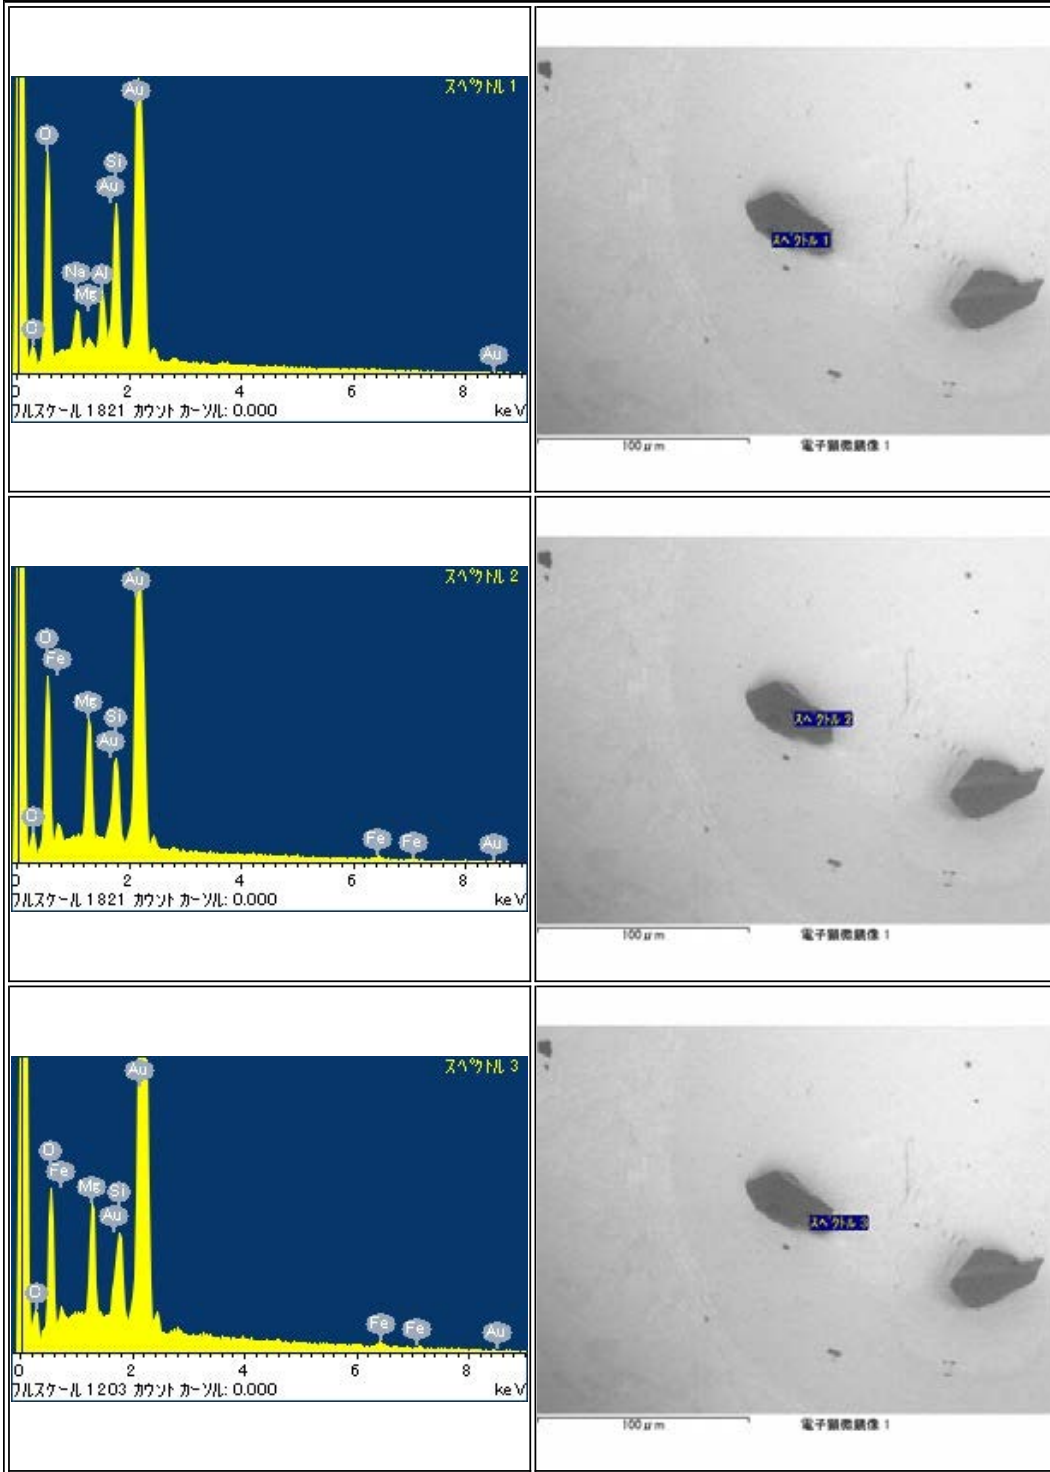 スペクトル 1
Au
O
Si
Au
Na
Al
Mg
C
Au
0 2 4 6 8
フルスケール 1821 カウント カーソル: 0.000 keV
スペクトル 1
100μm 電子顕微鏡像 1
スペクトル 2
Au
O
Fe
Mg
Si
Au
C
Fe
Fe
Au
0 2 4 6 8
フルスケール 1821 カウント カーソル: 0.000 keV
スペクトル 2
100μm 電子顕微鏡像 1
スペクトル 3
Au
O
Fe
Mg
Si
Au
C
Fe
Fe
Au
0 2 4 6 8
フルスケール 1203 カウント カーソル: 0.000 keV
スペクトル 3
100μm 電子顕微鏡像 1